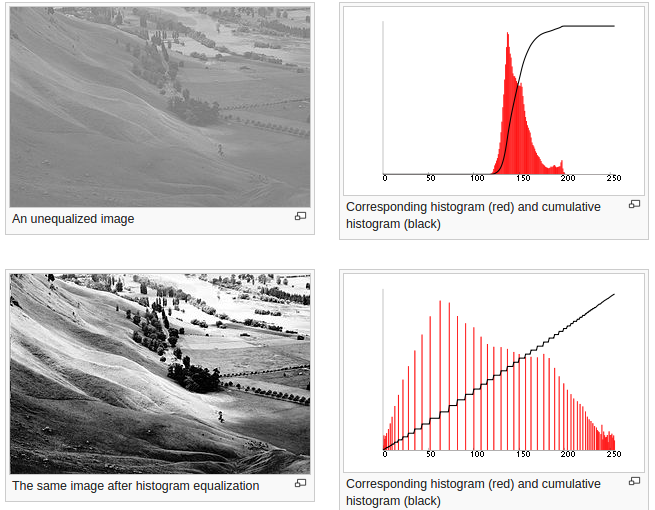 An unequalized image
0 50 100 150 200 250
Corresponding histogram (red) and cumulative
histogram (black)
The same image after histogram equalization
0 50 100 150 200 250
Corresponding histogram (red) and cumulative
histogram (black)